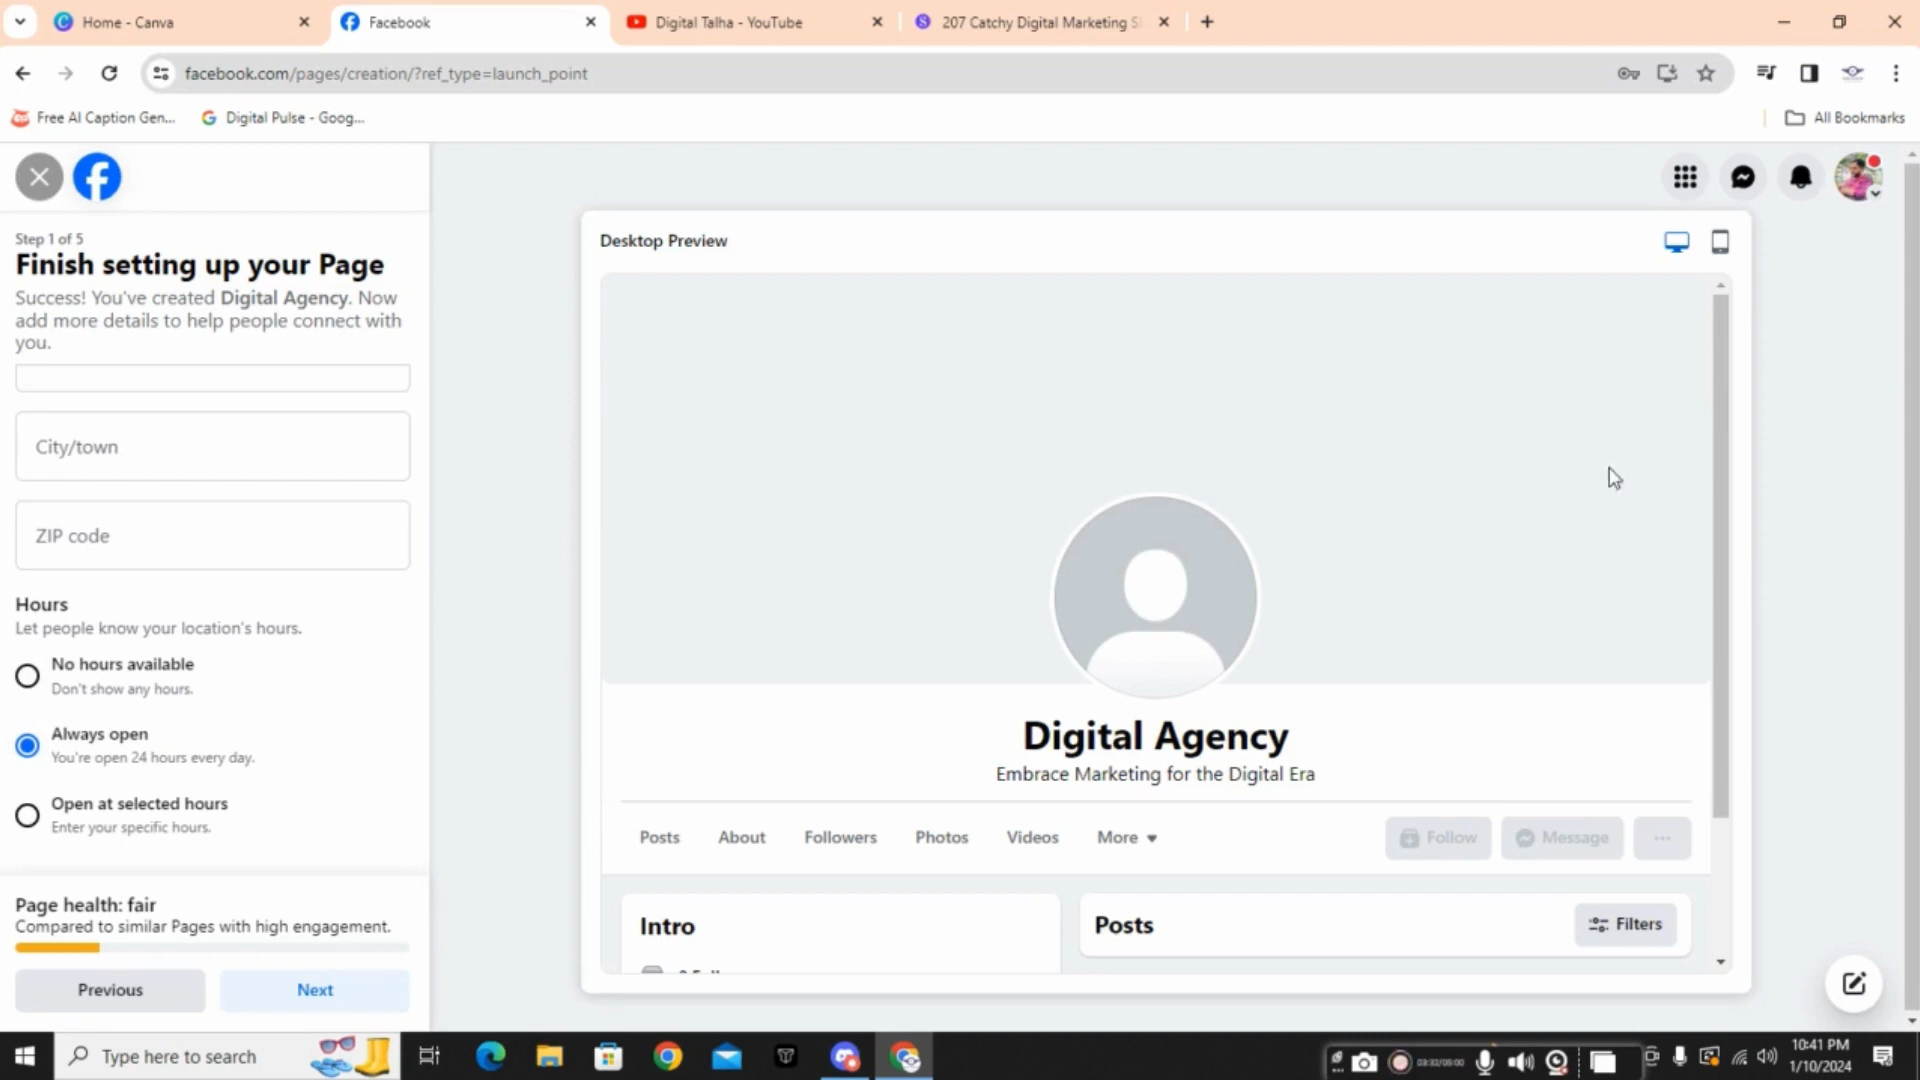 Home - Canva
Facebook
Digital Talha - YouTube
207 Catchy Digital Marketing
facebook.com/pages/creation/?ref_type=launch_point
Free AI Caption Gen...
Digital Pulse - Goog...
All Bookmarks
Step 1 of 5
Finish setting up your Page
Success! You've created Digital Agency. Now
add more details to help people connect with
you.
City/town
ZIP code
Hours
Let people know your location's hours.
No hours available
Don't show any hours.
Always open
You're open 24 hours every day.
Open at selected hours
Enter your specific hours.
Page health: fair
Compared to similar Pages with high engagement.
Previous
Next
Desktop Preview
Digital Agency
Embrace Marketing for the Digital Era
Posts
About
Followers
Photos
Videos
More
Follow
Message
Intro
Posts
Filters
Type here to search
03:32/05:00
10:41 PM
1/10/2024